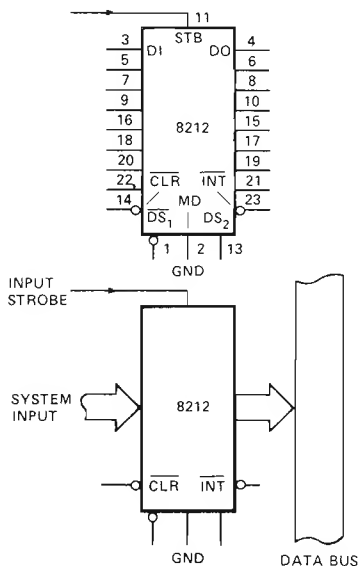 11
STB
3 DI DO 4
5 6
7 8
9 10
16 15
8212
18 17
20 19
22 CLR INT 21
14 MD 23
DS1 DS2
1 2 13
GND
INPUT
STROBE
SYSTEM
INPUT
8212
CLR INT
GND
DATA BUS